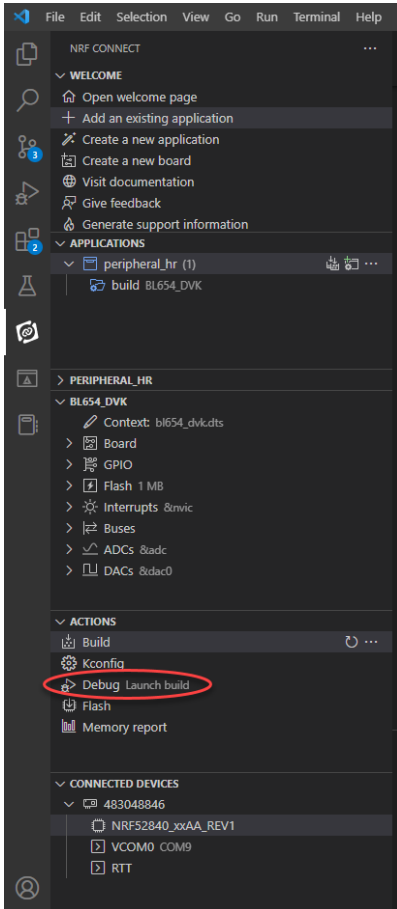 File Edit Selection View Go Run Terminal Help
NRF CONNECT ...
WELCOME
Open welcome page
Add an existing application
Create a new application
3
Create a new board
Visit documentation
Give feedback
Generate support information
APPLICATIONS
2
peripheral_hr (1) ...
build BL654_DVK
PERIPHERAL_HR
BL654_DVK
Context: bl654_dvk.dts
Board
GPIO
Flash 1 MB
Interrupts &nvic
Buses
ADCs &adc
DACs &dac0
ACTIONS
Build ...
Kconfig
Debug Launch build
Flash
Memory report
CONNECTED DEVICES
483048846
NRF52840_xxAA_REV1
VCOM0 COM9
RTT